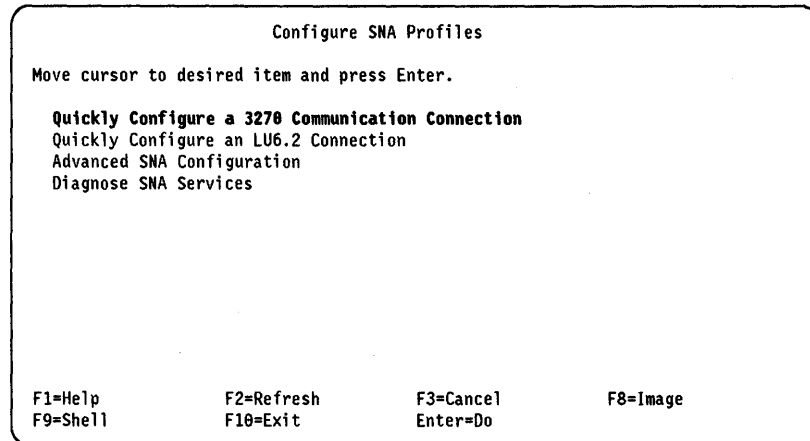 Configure SNA Profiles
Move cursor to desired item and press Enter.
Quickly Configure a 3270 Communication Connection
Quickly Configure an LU6.2 Connection
Advanced SNA Configuration
Diagnose SNA Services
F1=Help F2=Refresh F3=Cancel F8=Image
F9=Shell F10=Exit Enter=Do